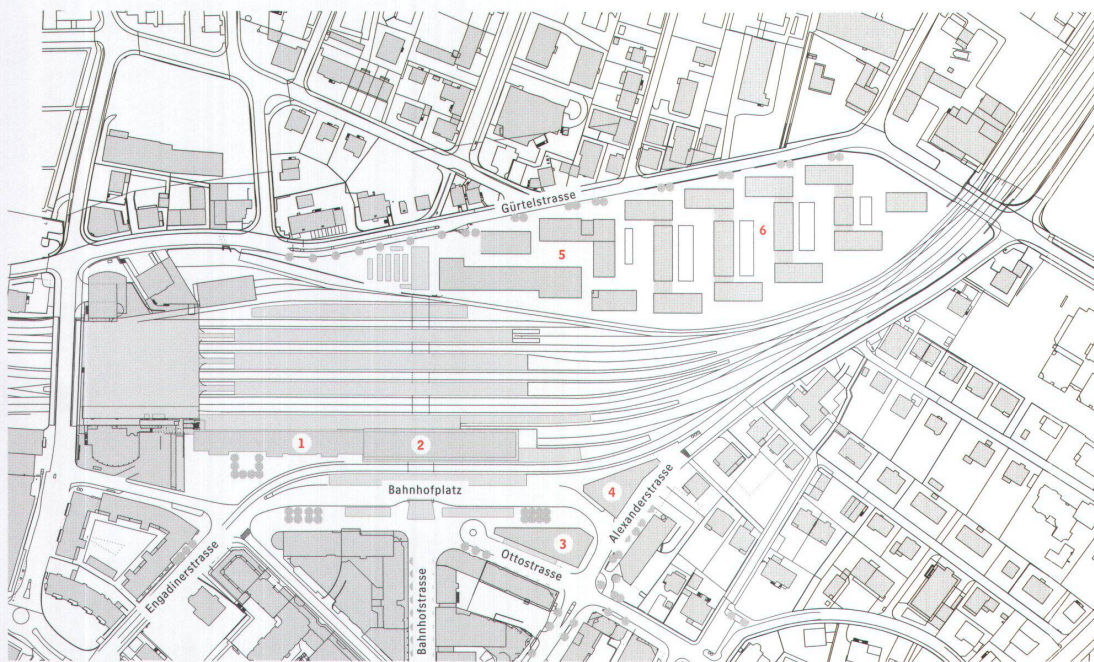 Gürtelstrasse
5
6
1
2
Bahnhofplatz
4
Alexanderstrasse
3
Ottostrasse
Engadinerstrasse
Bahnhofstrasse